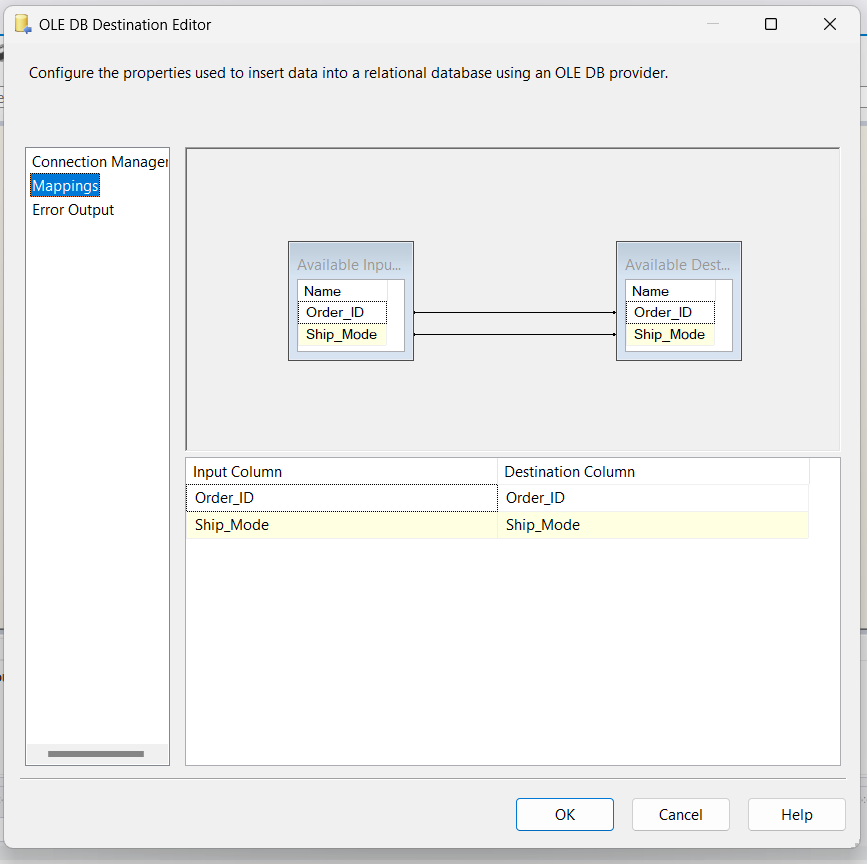 OLE DB Destination Editor
Configure the properties used to insert data into a relational database using an OLE DB provider.
Connection Manager
Mappings
Error Output
Available Inpu...
Name
Order_ID
Ship_Mode
Available Dest...
Name
Order_ID
Ship_Mode
Input Column Destination Column
Order_ID Order_ID
Ship_Mode Ship_Mode
OK Cancel Help